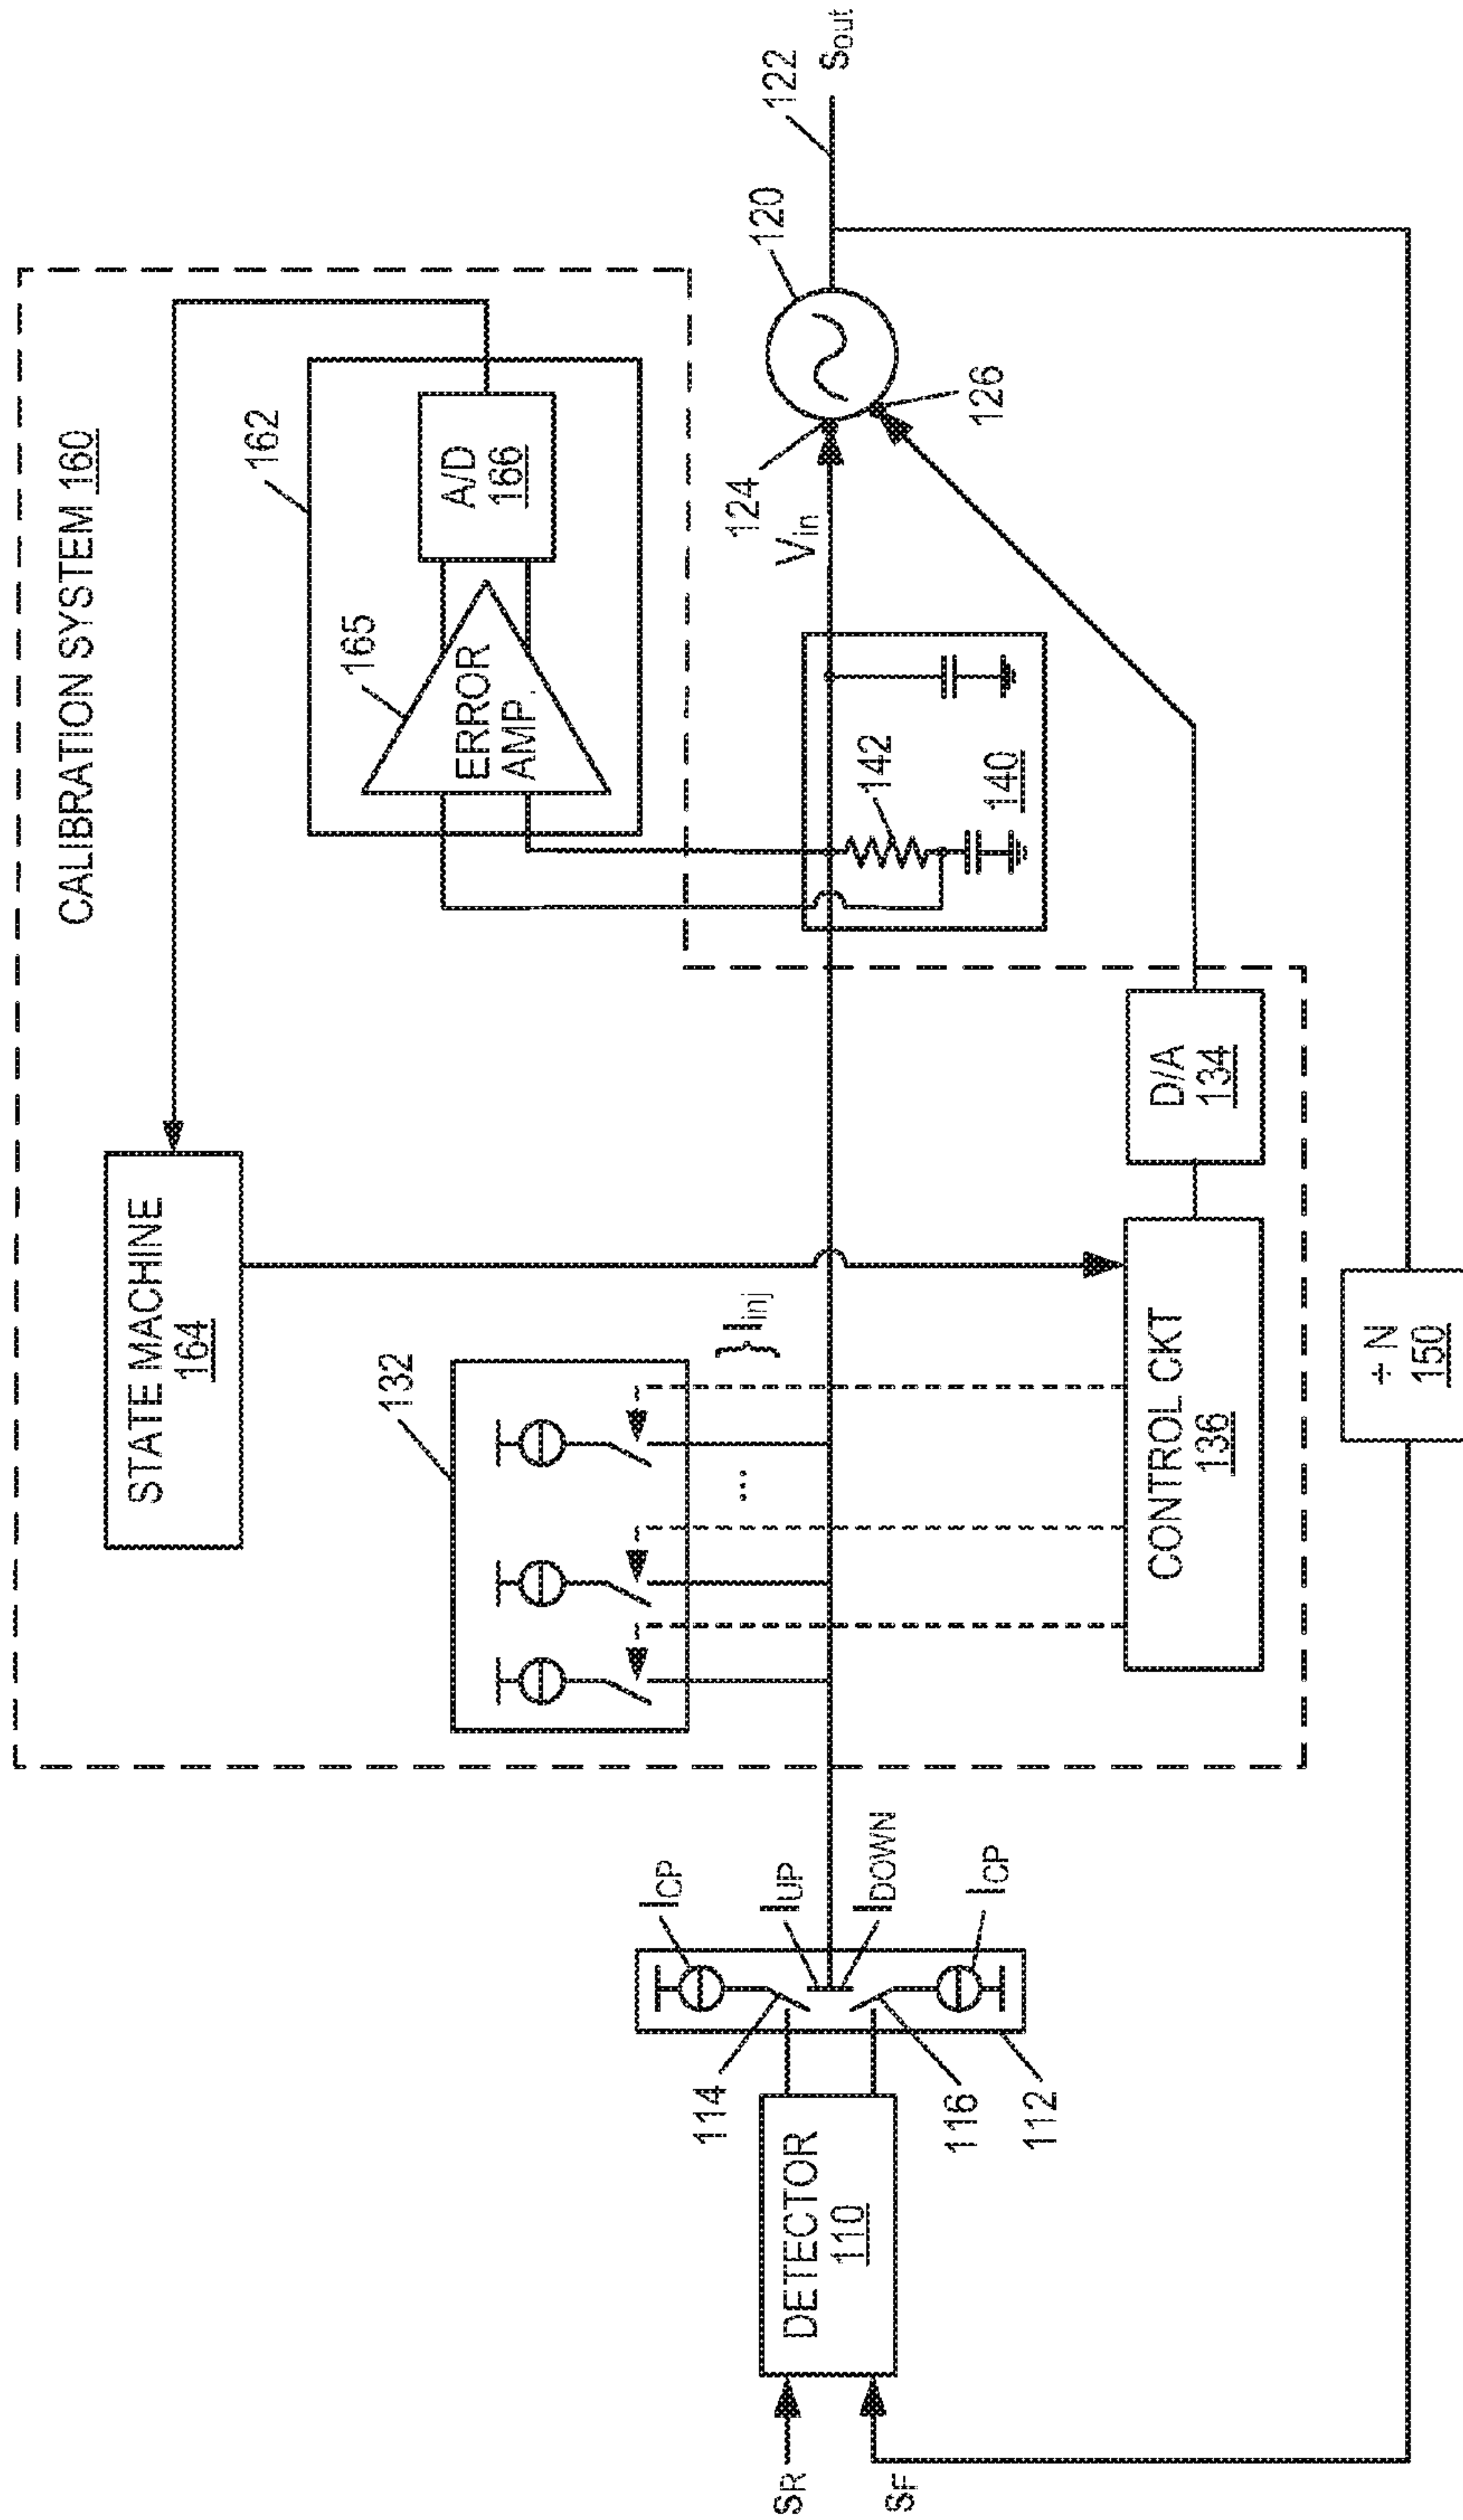 CALIBRATION SYSTEM 160
STATE MACHINE
164
162
165
ERROR
AMP.
A/D
166
132
} Iinj
...
ICP
114
IUP
IDOWN
116
ICP
112
DETECTOR
110
SR
SF
142
140
Vin
124
126
120
122
Sout
CONTROL CKT
136
D/A
134
÷ N
150